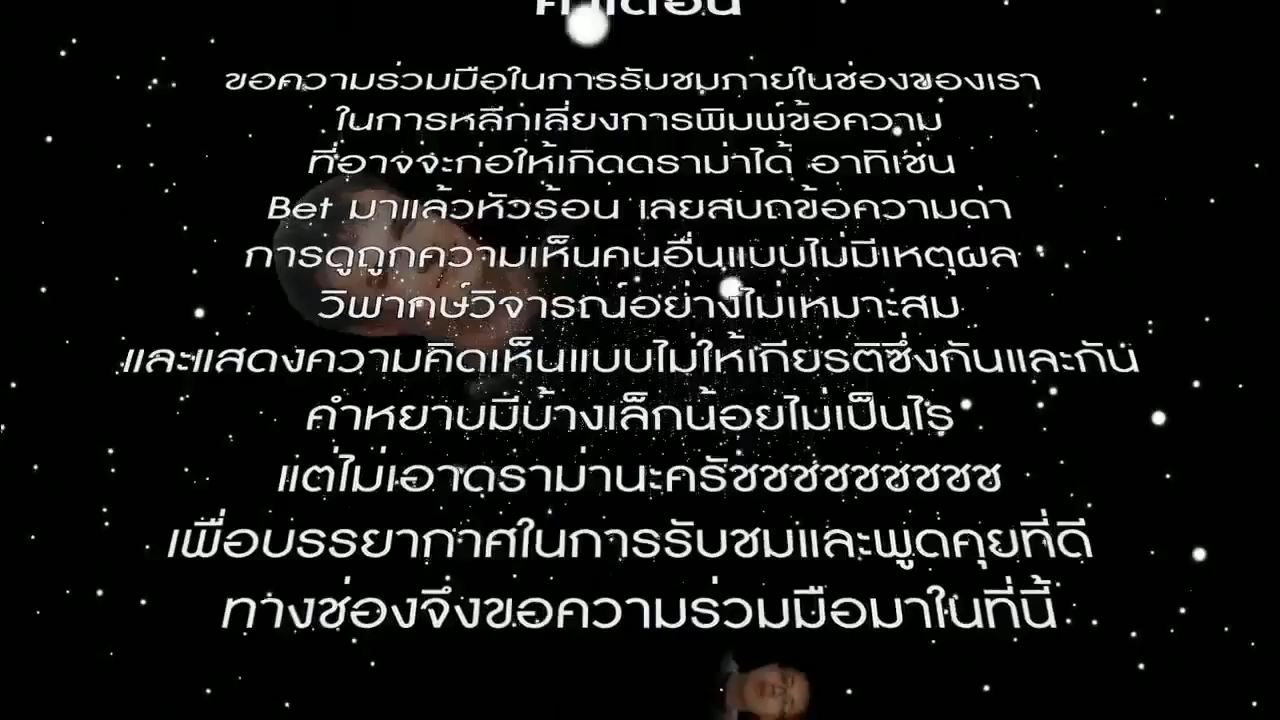 คำเตือน
ขอความร่วมมือในการรับชมภายในช่องของเรา
ในการหลีกเลี่ยงการพิมพ์ข้อความ
ที่อาจจะก่อให้เกิดดราม่าได้ อาทิเช่น
Bet มาแล้วหัวร้อน เลยสบถข้อความด่า
การดูถูกความเห็นคนอื่นแบบไม่มีเหตุผล
วิพากษ์วิจารณ์อย่างไม่เหมาะสม
และแสดงความคิดเห็นแบบไม่ให้เกียรติซึ่งกันและกัน
คำหยาบมีบ้างเล็กน้อยไม่เป็นไร
แต่ไม่เอาดราม่านะครัชชชชชชชชชช
เพื่อบรรยากาศในการรับชมและพูดคุยที่ดี
ทางช่องจึงขอความร่วมมือมาในที่นี้